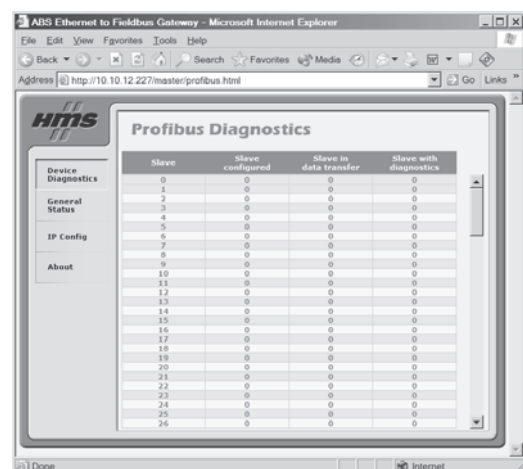 ABS Ethernet to Fieldbus Gateway - Microsoft Internet Explorer
File Edit View Favorites Tools Help
Back Search Favorites Media
Address http://10.10.12.227/master/profibus.html Go Links »
HMS
Profibus Diagnostics
Device Diagnostics
General Status
IP Config
About
Slave Slave configured Slave in data transfer Slave with diagnostics
0 0 0 0
1 0 0 0
2 0 0 0
3 0 0 0
4 0 0 0
5 0 0 0
6 0 0 0
7 0 0 0
8 0 0 0
9 0 0 0
10 0 0 0
11 0 0 0
12 0 0 0
13 0 0 0
14 0 0 0
15 0 0 0
16 0 0 0
17 0 0 0
18 0 0 0
19 0 0 0
20 0 0 0
21 0 0 0
22 0 0 0
23 0 0 0
24 0 0 0
25 0 0 0
26 0 0 0
Done Internet